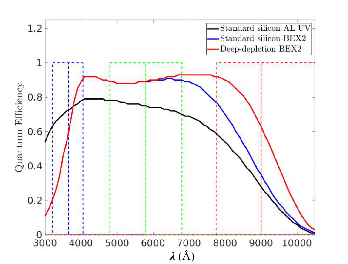 1.2
1
0.8
0.6
0.4
0.2
0
Quantum Efficiency
Standard silicon AL UV
Standard silicon BEX2
Deep-depletion BEX2
3000 4000 5000 6000 7000 8000 9000 10000
λ (Å)